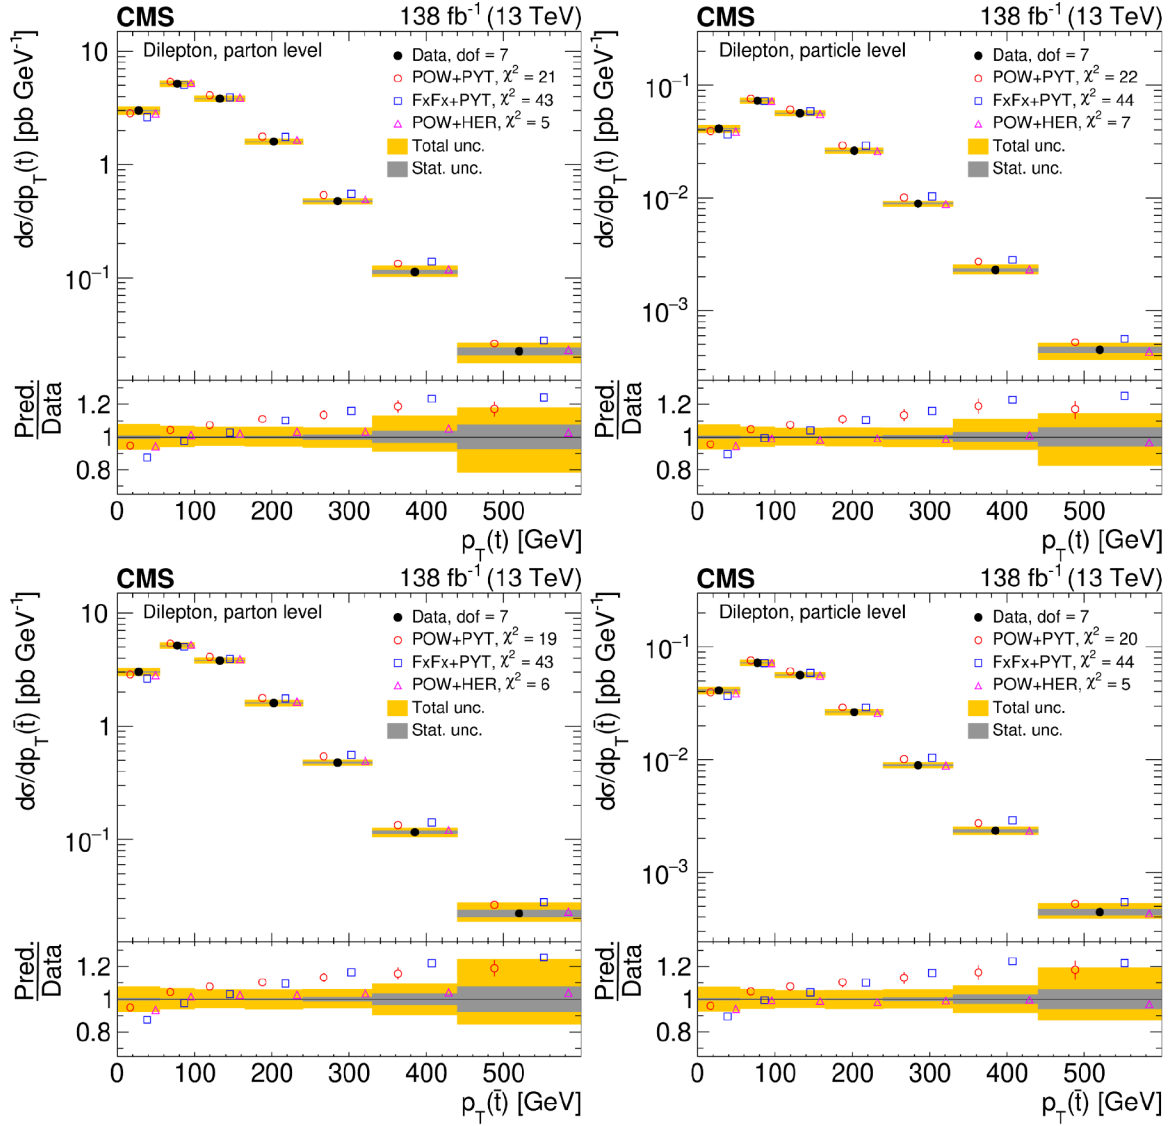 CMS 138 fb⁻¹ (13 TeV)
dσ/dp_T(t) [pb GeV⁻¹]
Dilepton, parton level
Data, dof = 7
POW+PYT, χ² = 21
FxFx+PYT, χ² = 43
POW+HER, χ² = 5
Total unc.
Stat. unc.
10
1
10⁻¹
Pred.
Data
1.2
1
0.8
0 100 200 300 400 500
p_T(t) [GeV]
CMS 138 fb⁻¹ (13 TeV)
dσ/dp_T(t) [pb GeV⁻¹]
Dilepton, particle level
Data, dof = 7
POW+PYT, χ² = 22
FxFx+PYT, χ² = 44
POW+HER, χ² = 7
Total unc.
Stat. unc.
10⁻¹
10⁻²
10⁻³
Pred.
Data
1.2
1
0.8
0 100 200 300 400 500
p_T(t) [GeV]
CMS 138 fb⁻¹ (13 TeV)
dσ/dp_T(t̄) [pb GeV⁻¹]
Dilepton, parton level
Data, dof = 7
POW+PYT, χ² = 19
FxFx+PYT, χ² = 43
POW+HER, χ² = 6
Total unc.
Stat. unc.
10
1
10⁻¹
Pred.
Data
1.2
1
0.8
0 100 200 300 400 500
p_T(t̄) [GeV]
CMS 138 fb⁻¹ (13 TeV)
dσ/dp_T(t̄) [pb GeV⁻¹]
Dilepton, particle level
Data, dof = 7
POW+PYT, χ² = 20
FxFx+PYT, χ² = 44
POW+HER, χ² = 5
Total unc.
Stat. unc.
10⁻¹
10⁻²
10⁻³
Pred.
Data
1.2
1
0.8
0 100 200 300 400 500
p_T(t̄) [GeV]